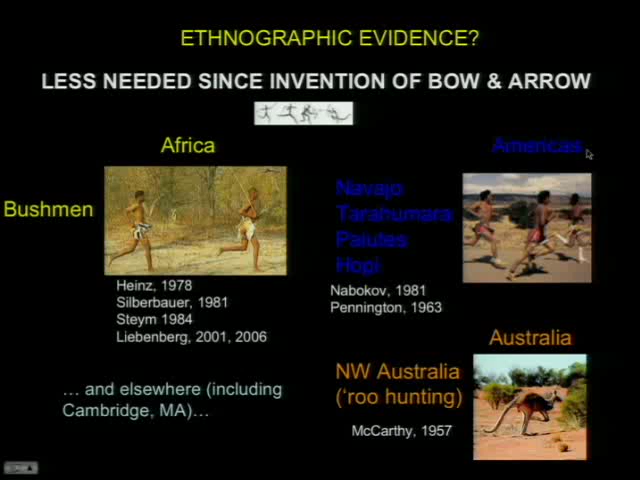 ETHNOGRAPHIC EVIDENCE?
LESS NEEDED SINCE INVENTION OF BOW & ARROW
Africa
Americas
Bushmen
Navajo
Tarahumara
Paiutes
Hopi
Heinz, 1978
Silberbauer, 1981
Steym 1984
Liebenberg, 2001, 2006
Nabokov, 1981
Pennington, 1963
Australia
NW Australia
('roo hunting)
McCarthy, 1957
… and elsewhere (including
Cambridge, MA)…